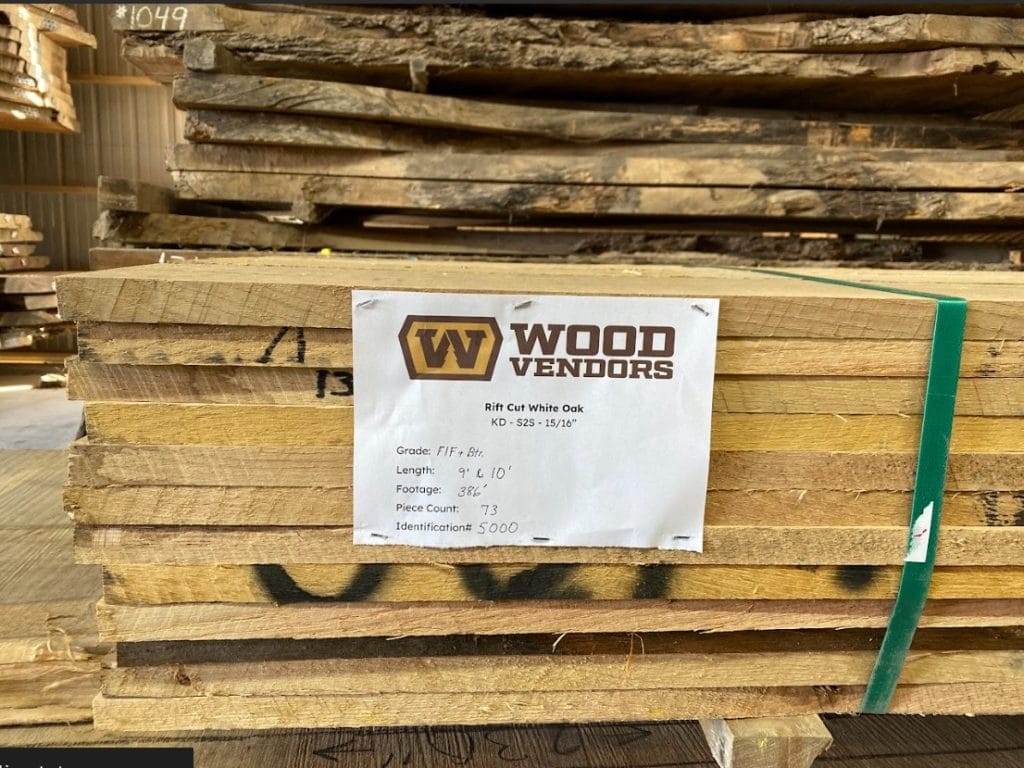 #1049
13
W WOOD
VENDORS
Rift Cut White Oak
KD - S2S - 15/16"
Grade: F1F + Btr.
Length: 9' & 10'
Footage: 386'
Piece Count: 73
Identification# 5000